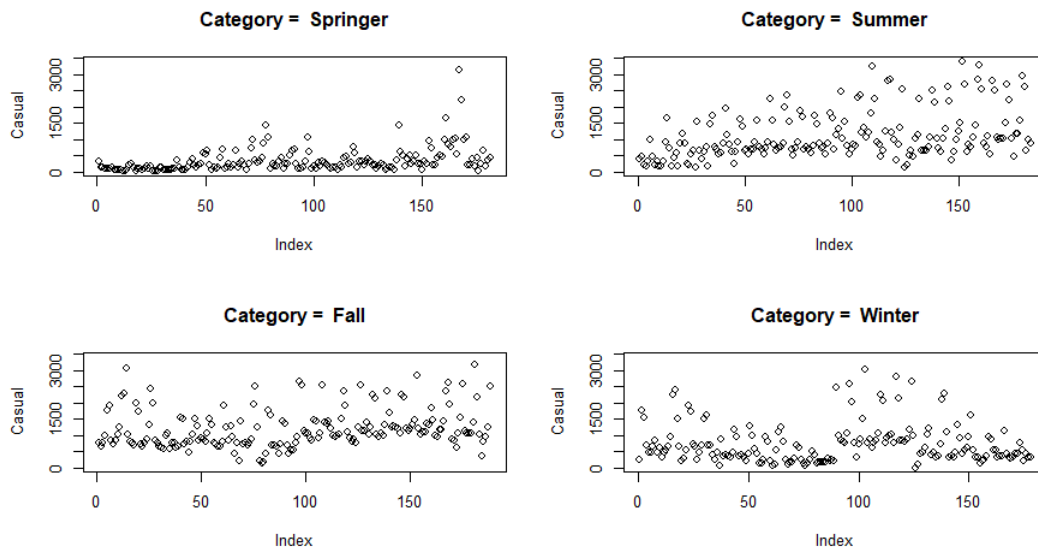 Category = Springer
Category = Summer
Casual
0 1500 3000
0 50 100 150
Index
Casual
0 1500 3000
0 50 100 150
Index
Category = Fall
Category = Winter
Casual
0 1500 3000
0 50 100 150
Index
Casual
0 1500 3000
0 50 100 150
Index